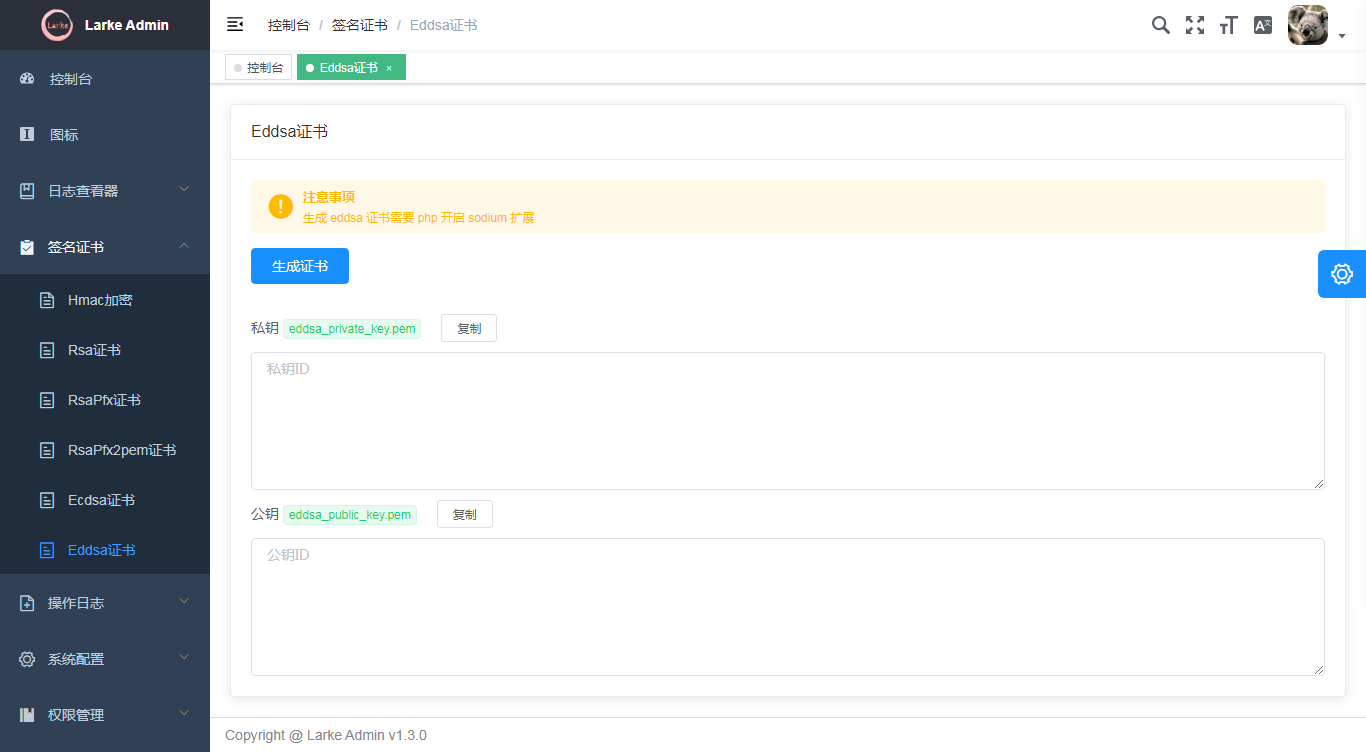 Larke
Larke Admin
控制台
图标
日志查看器
签名证书
Hmac加密
Rsa证书
RsaPfx证书
RsaPfx2pem证书
Ecdsa证书
Eddsa证书
操作日志
系统配置
权限管理
控制台 / 签名证书 / Eddsa证书
控制台
Eddsa证书 ×
Eddsa证书
注意事项
生成 eddsa 证书需要 php 开启 sodium 扩展
生成证书
私钥 eddsa_private_key.pem 复制
私钥ID
公钥 eddsa_public_key.pem 复制
公钥ID
Copyright @ Larke Admin v1.3.0